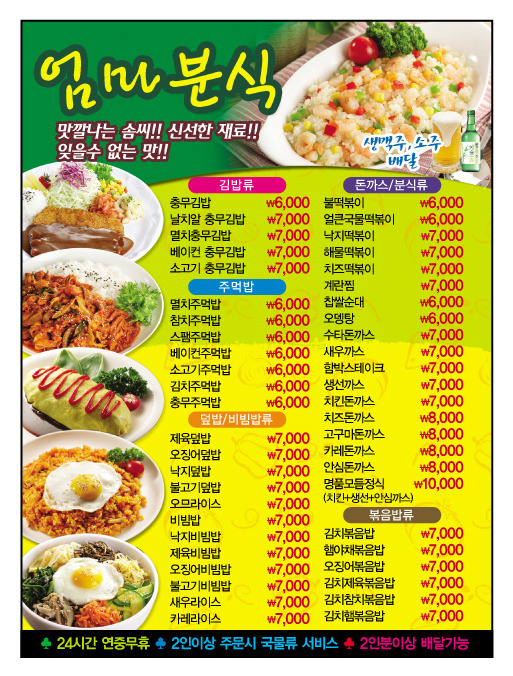 엄마분식
맛깔나는 솜씨!! 신선한 재료!!
잊을수 없는 맛!!
생맥주, 소주
배달
김밥류
충무김밥 ₩6,000
날치알 충무김밥 ₩7,000
멸치충무김밥 ₩7,000
베이컨 충무김밥 ₩7,000
소고기 충무김밥 ₩7,000
주먹밥
멸치주먹밥 ₩6,000
참치주먹밥 ₩6,000
스팸주먹밥 ₩6,000
베이컨주먹밥 ₩6,000
소고기주먹밥 ₩6,000
김치주먹밥 ₩6,000
충무주먹밥 ₩6,000
덮밥/비빔밥류
제육덮밥 ₩7,000
오징어덮밥 ₩7,000
낙지덮밥 ₩7,000
불고기덮밥 ₩7,000
오므라이스 ₩7,000
비빔밥 ₩7,000
낙지비빔밥 ₩7,000
제육비빔밥 ₩7,000
오징어비빔밥 ₩7,000
불고기비빔밥 ₩7,000
새우라이스 ₩7,000
카레라이스 ₩7,000
돈까스/분식류
불떡볶이 ₩6,000
얼큰국물떡볶이 ₩6,000
낙지떡볶이 ₩7,000
해물떡볶이 ₩7,000
치즈떡볶이 ₩7,000
계란찜 ₩7,000
찹쌀순대 ₩6,000
오뎅탕 ₩6,000
수타돈까스 ₩7,000
새우까스 ₩7,000
함박스테이크 ₩7,000
생선까스 ₩7,000
치킨돈까스 ₩7,000
치즈돈까스 ₩8,000
고구마돈까스 ₩8,000
카레돈까스 ₩8,000
안심돈까스 ₩8,000
명품모듬정식 ₩10,000
(치킨+생선+안심까스)
볶음밥류
김치볶음밥 ₩7,000
햄야채볶음밥 ₩7,000
오징어볶음밥 ₩7,000
김치제육볶음밥 ₩7,000
김치참치볶음밥 ₩7,000
김치햄볶음밥 ₩7,000
♣ 24시간 연중무휴 ♣ 2인이상 주문시 국물류 서비스 ♣ 2인분이상 배달가능